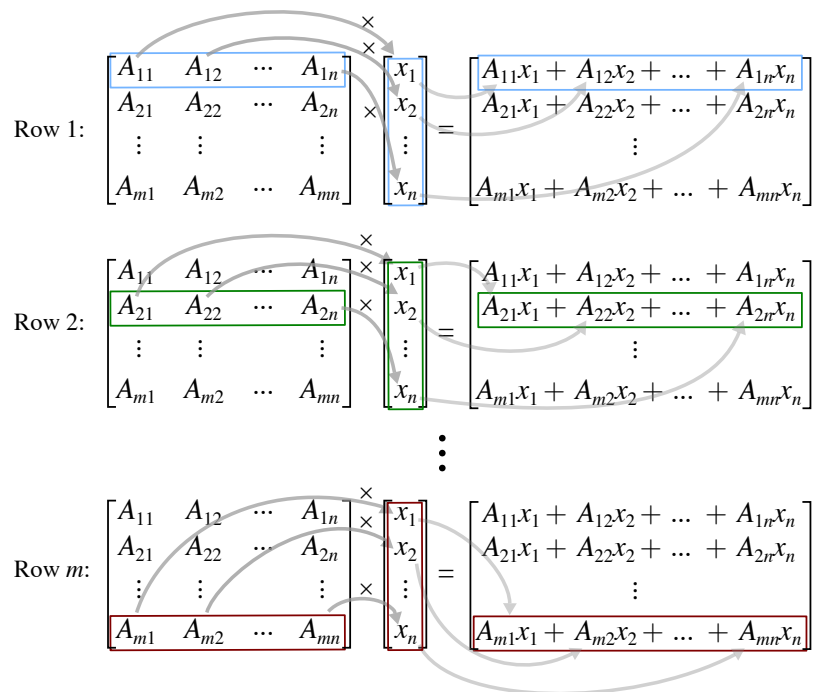 × 
×
A₁₁ A₁₂ ⋯ A₁ₙ x₁ A₁₁x₁ + A₁₂x₂ + ... + A₁ₙxₙ
A₂₁ A₂₂ ⋯ A₂ₙ × x₂ A₂₁x₁ + A₂₂x₂ + ... + A₂ₙxₙ
Row 1: ⋮ ⋮ ⋮ ⋮ = ⋮
Aₘ₁ Aₘ₂ ⋯ Aₘₙ xₙ Aₘ₁x₁ + Aₘ₂x₂ + ... + Aₘₙxₙ
×
A₁₁ A₁₂ ⋯ A₁ₙ × x₁ A₁₁x₁ + A₁₂x₂ + ... + A₁ₙxₙ
A₂₁ A₂₂ ⋯ A₂ₙ × x₂ A₂₁x₁ + A₂₂x₂ + ... + A₂ₙxₙ
Row 2: ⋮ ⋮ ⋮ ⋮ = ⋮
Aₘ₁ Aₘ₂ ⋯ Aₘₙ xₙ Aₘ₁x₁ + Aₘ₂x₂ + ... + Aₘₙxₙ
⋮
×
A₁₁ A₁₂ ⋯ A₁ₙ × x₁ A₁₁x₁ + A₁₂x₂ + ... + A₁ₙxₙ
A₂₁ A₂₂ ⋯ A₂ₙ x₂ A₂₁x₁ + A₂₂x₂ + ... + A₂ₙxₙ
Row m: ⋮ ⋮ ⋮ × ⋮ = ⋮
Aₘ₁ Aₘ₂ ⋯ Aₘₙ xₙ Aₘ₁x₁ + Aₘ₂x₂ + ... + Aₘₙxₙ